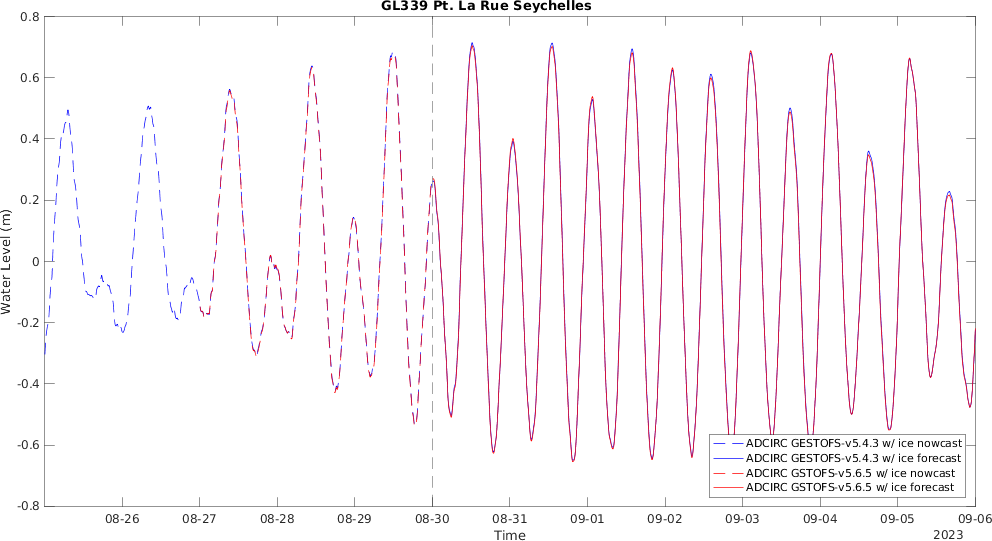 GL339 Pt. La Rue Seychelles
0.8
0.6
0.4
0.2
0
-0.2
-0.4
-0.6
-0.8
Water Level (m)
ADCIRC GESTOFS-v5.4.3 w/ ice nowcast
ADCIRC GESTOFS-v5.4.3 w/ ice forecast
ADCIRC GSTOFS-v5.6.5 w/ ice nowcast
ADCIRC GSTOFS-v5.6.5 w/ ice forecast
08-26 08-27 08-28 08-29 08-30 08-31 09-01 09-02 09-03 09-04 09-05 09-06
Time
2023